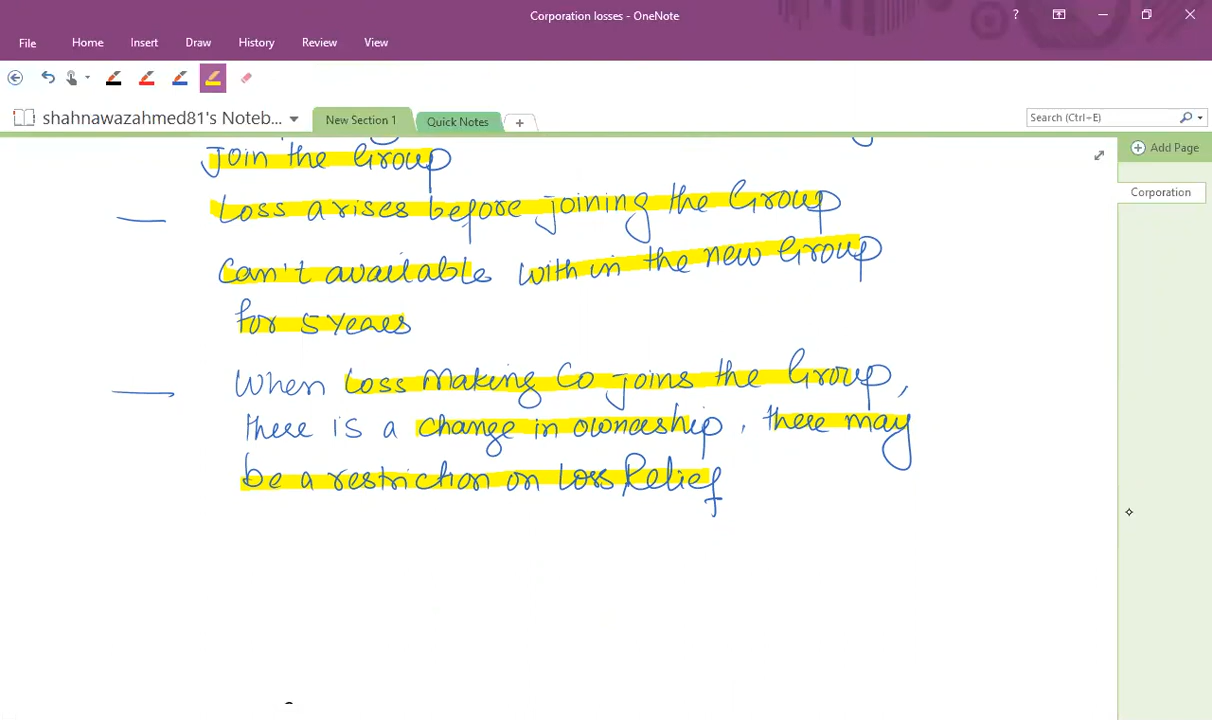 Corporation losses - OneNote
?
File
Home
Insert
Draw
History
Review
View
shahnawazahmed81's Noteb...
New Section 1
Quick Notes
+
Search (Ctrl+E)
Add Page
Corporation
Join the Group
— Loss arises before joining the Group
Can't available within the new Group
for 5 years
— When Loss Making Co joins the Group,
there is a change in ownership, there may
be a restriction on Loss Relief